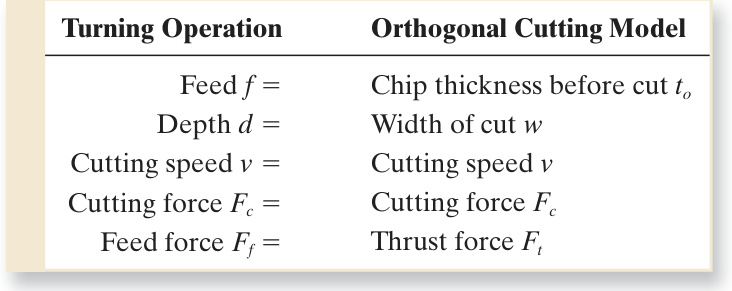 Turning Operation Orthogonal Cutting Model
Feed f = Chip thickness before cut tₒ
Depth d = Width of cut w
Cutting speed v = Cutting speed v
Cutting force F_c = Cutting force F_c
Feed force F_f = Thrust force F_t